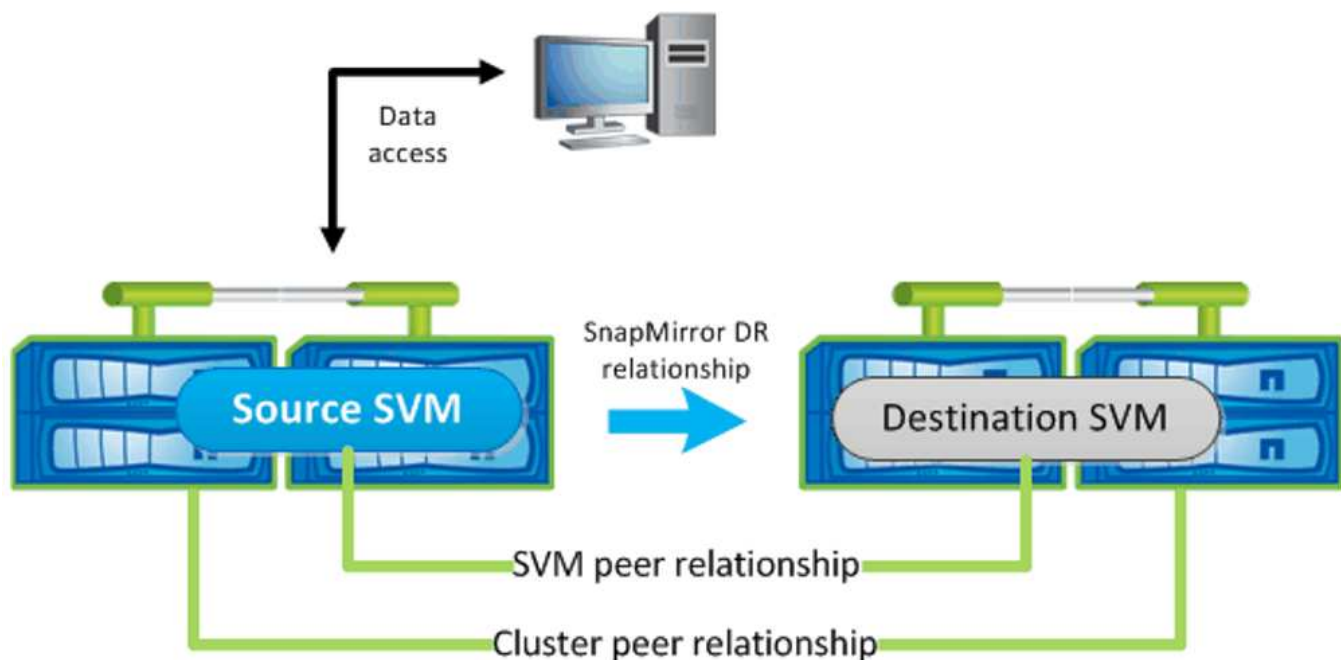 Data
access
SnapMirror DR
relationship
Source SVM
Destination SVM
SVM peer relationship
Cluster peer relationship